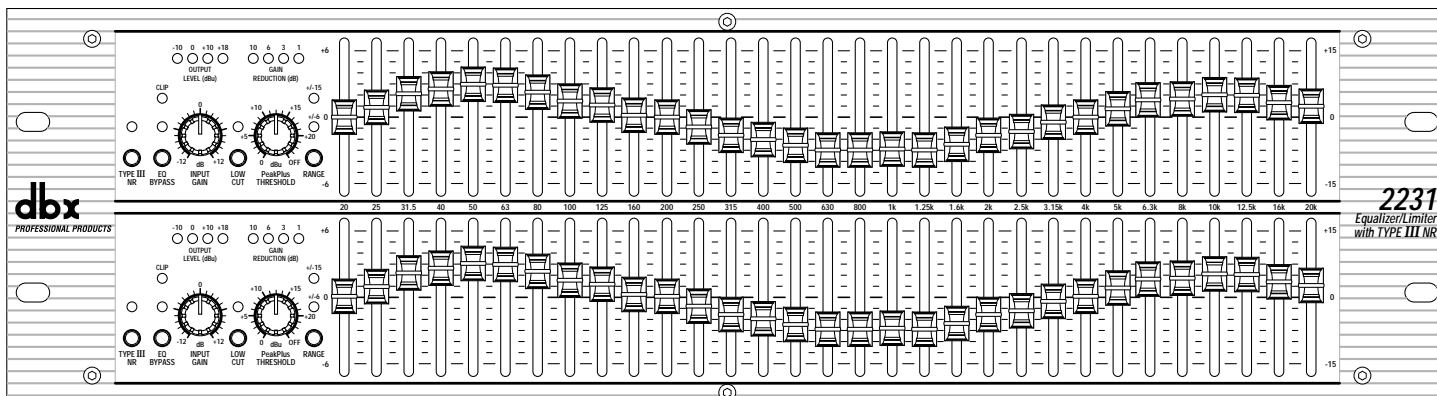 -10 0 +10 +18 10 6 3 1 +6 +15
OUTPUT GAIN
LEVEL (dBu) REDUCTION (dB)
CLIP +/-15
0 +10 +15
+/-6 0 0
+5 +20
-12 +12 0 OFF
dB dBu
TYPE III EQ INPUT LOW PeakPlus RANGE
NR BYPASS GAIN CUT THRESHOLD
-6 -15
dbx
PROFESSIONAL PRODUCTS
20 25 31.5 40 50 63 80 100 125 160 200 250 315 400 500 630 800 1k 1.25k 1.6k 2k 2.5k 3.15k 4k 5k 6.3k 8k 10k 12.5k 16k 20k
2231
Equalizer/Limiter
with TYPE III NR
-10 0 +10 +18 10 6 3 1 +6 +15
OUTPUT GAIN
LEVEL (dBu) REDUCTION (dB)
CLIP +/-15
0 +10 +15
+/-6 0 0
+5 +20
-12 +12 0 OFF
dB dBu
TYPE III EQ INPUT LOW PeakPlus RANGE
NR BYPASS GAIN CUT THRESHOLD
-6 -15